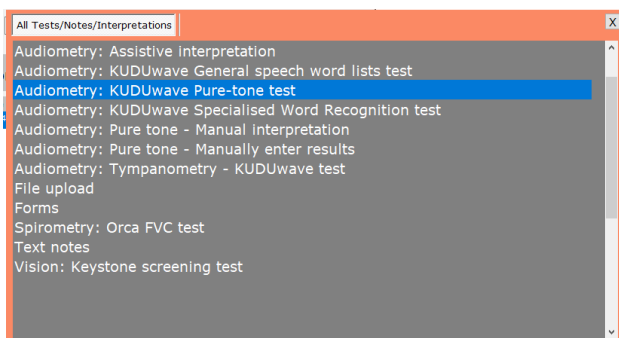 All Tests/Notes/Interpretations
X
Audiometry: Assistive interpretation
Audiometry: KUDUwave General speech word lists test
Audiometry: KUDUwave Pure-tone test
Audiometry: KUDUwave Specialised Word Recognition test
Audiometry: Pure tone - Manual interpretation
Audiometry: Pure tone - Manually enter results
Audiometry: Tympanometry - KUDUwave test
File upload
Forms
Spirometry: Orca FVC test
Text notes
Vision: Keystone screening test